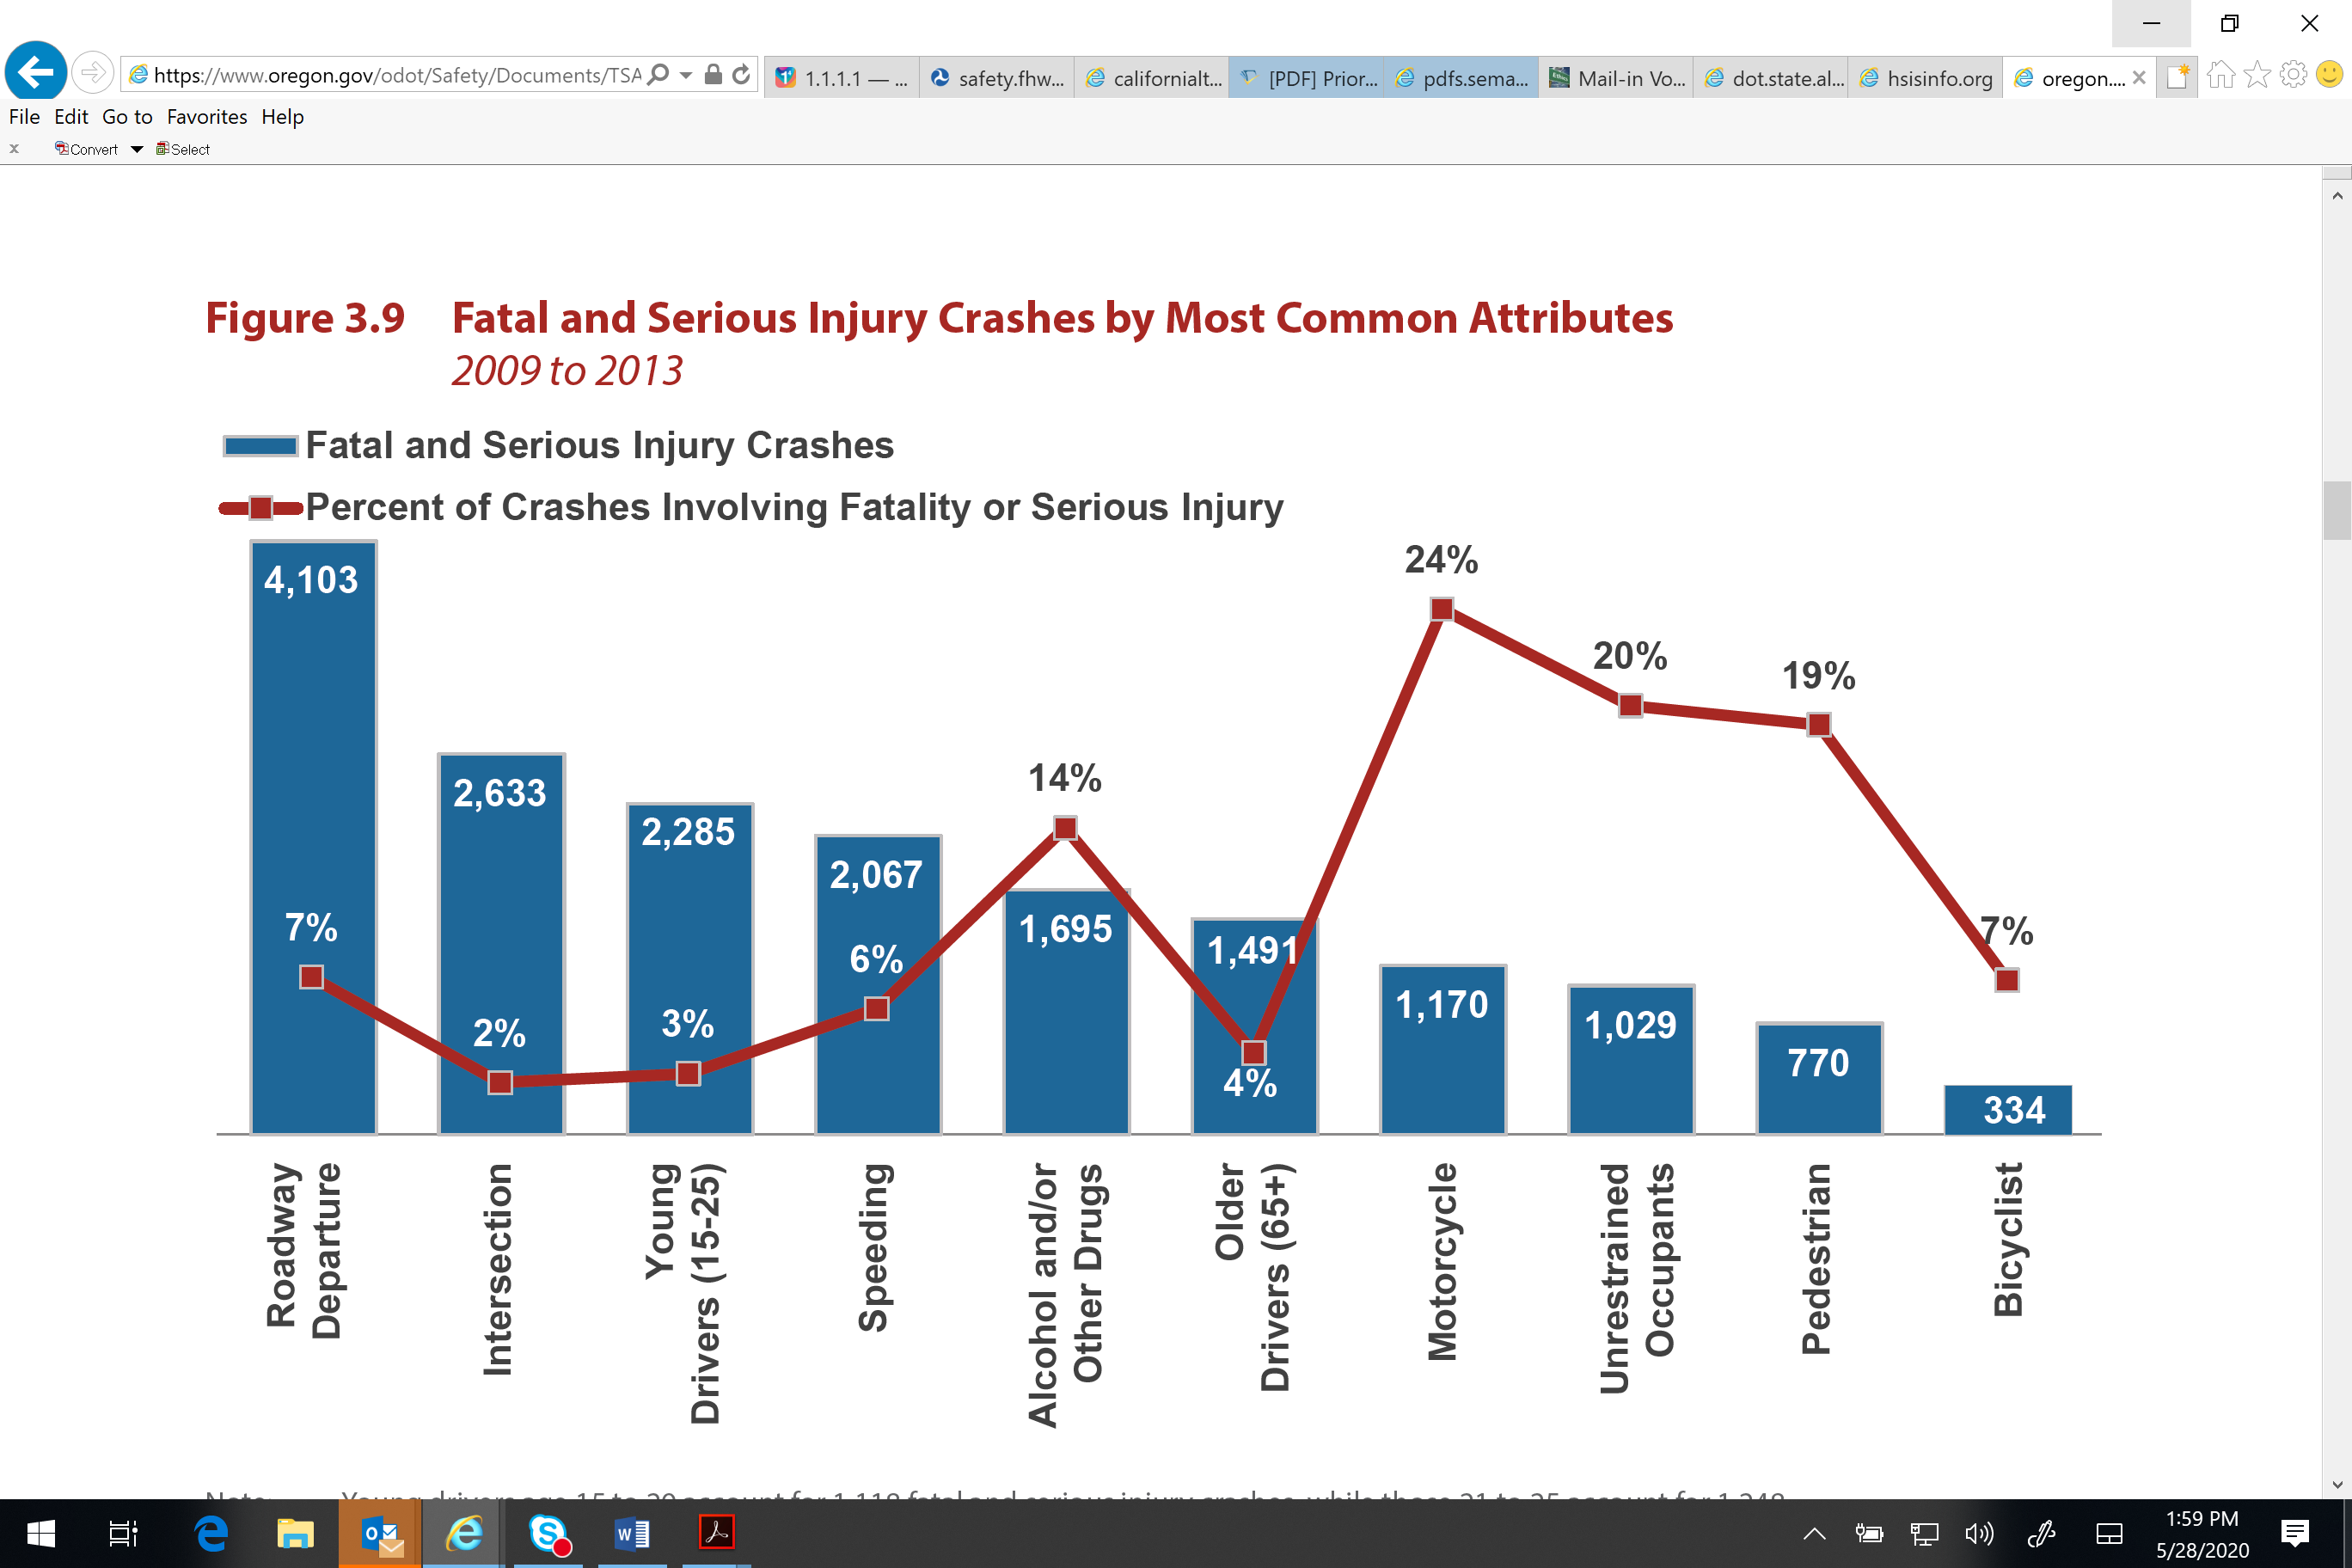 https://www.oregon.gov/odot/Safety/Documents/TSA
1.1.1.1 — ...
safety.fhw...
californialt...
[PDF] Prior...
pdfs.sema...
Mail-in Vo...
dot.state.al...
hsisinfo.org
oregon....
File Edit Go to Favorites Help
x Convert Select
Figure 3.9 Fatal and Serious Injury Crashes by Most Common Attributes
2009 to 2013
Fatal and Serious Injury Crashes
Percent of Crashes Involving Fatality or Serious Injury
4,103
2,633
2,285
2,067
1,695
1,491
1,170
1,029
770
334
7%
2%
3%
6%
14%
4%
24%
20%
19%
7%
Roadway
Departure
Intersection
Young
Drivers (15-25)
Speeding
Alcohol and/or
Other Drugs
Older
Drivers (65+)
Motorcycle
Unrestrained
Occupants
Pedestrian
Bicyclist
1:59 PM
5/28/2020